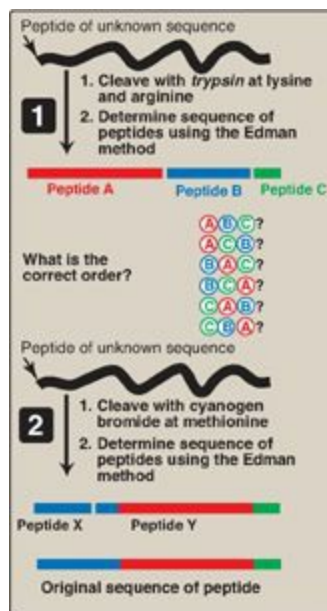 Peptide of unknown sequence
1. Cleave with trypsin at lysine
and arginine
1
2. Determine sequence of
peptides using the Edman
method
Peptide A Peptide B Peptide C
What is the
correct order?
ABC?
ACB?
BAC?
BCA?
CAB?
CBA?
Peptide of unknown sequence
1. Cleave with cyanogen
bromide at methionine
2
2. Determine sequence of
peptides using the Edman
method
Peptide X Peptide Y
Original sequence of peptide